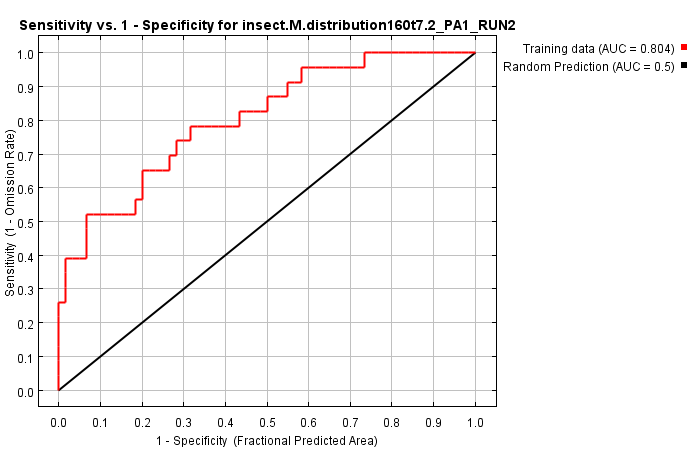 Sensitivity vs. 1 - Specificity for insect.M.distribution160t7.2_PA1_RUN2
Training data (AUC = 0.804)
Random Prediction (AUC = 0.5)
Sensitivity (1 - Omission Rate)
1.0
0.9
0.8
0.7
0.6
0.5
0.4
0.3
0.2
0.1
0.0
0.0 0.1 0.2 0.3 0.4 0.5 0.6 0.7 0.8 0.9 1.0
1 - Specificity (Fractional Predicted Area)